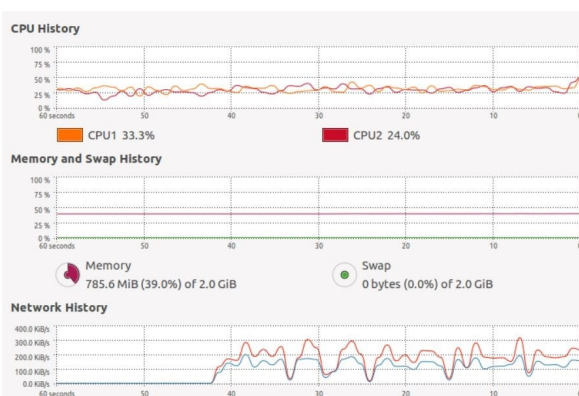 CPU History
100 %
75 %
50 %
25 %
0 %
60 seconds 50 40 30 20 10 0
CPU1 33.3% CPU2 24.0%
Memory and Swap History
100 %
75 %
50 %
25 %
0 %
60 seconds 50 40 30 20 10 0
Memory Swap
785.6 MiB (39.0%) of 2.0 GiB 0 bytes (0.0%) of 2.0 GiB
Network History
400.0 KiB/s
300.0 KiB/s
200.0 KiB/s
100.0 KiB/s
0.0 KiB/s
60 seconds 50 40 30 20 10